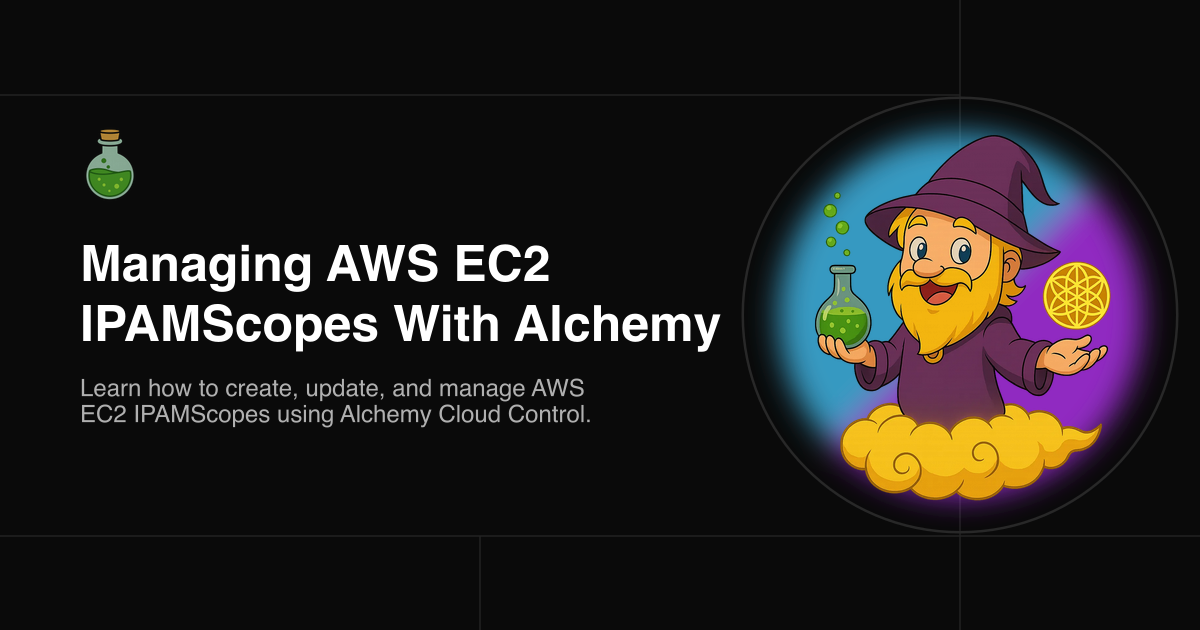 Managing AWS EC2
IPAMScopes With Alchemy
Learn how to create, update, and manage AWS
EC2 IPAMScopes using Alchemy Cloud Control.